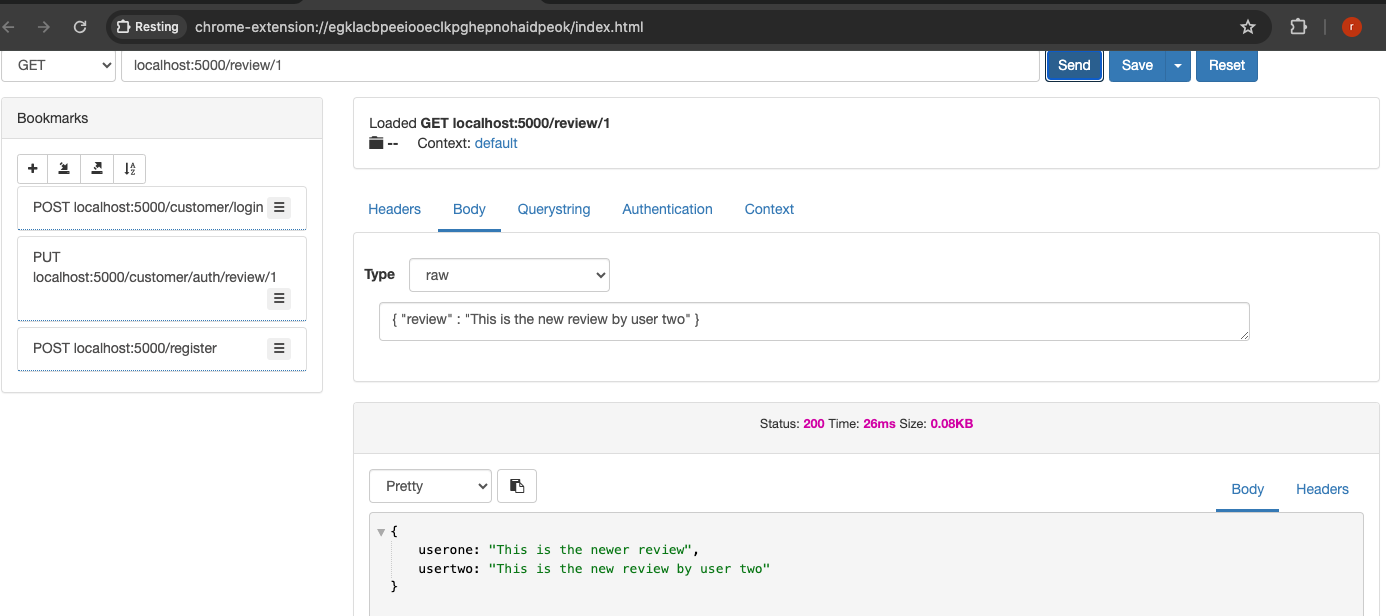 Resting chrome-extension://egklacbpeeiooeclkpghepnohaidpeok/index.html r
GET localhost:5000/review/1 Send Save Reset
Bookmarks
POST localhost:5000/customer/login
PUT
localhost:5000/customer/auth/review/1
POST localhost:5000/register
Loaded GET localhost:5000/review/1
-- Context: default
Headers Body Querystring Authentication Context
Type raw
{ "review" : "This is the new review by user two" }
Status: 200 Time: 26ms Size: 0.08KB
Pretty Body Headers
{
userone: "This is the newer review",
usertwo: "This is the new review by user two"
}